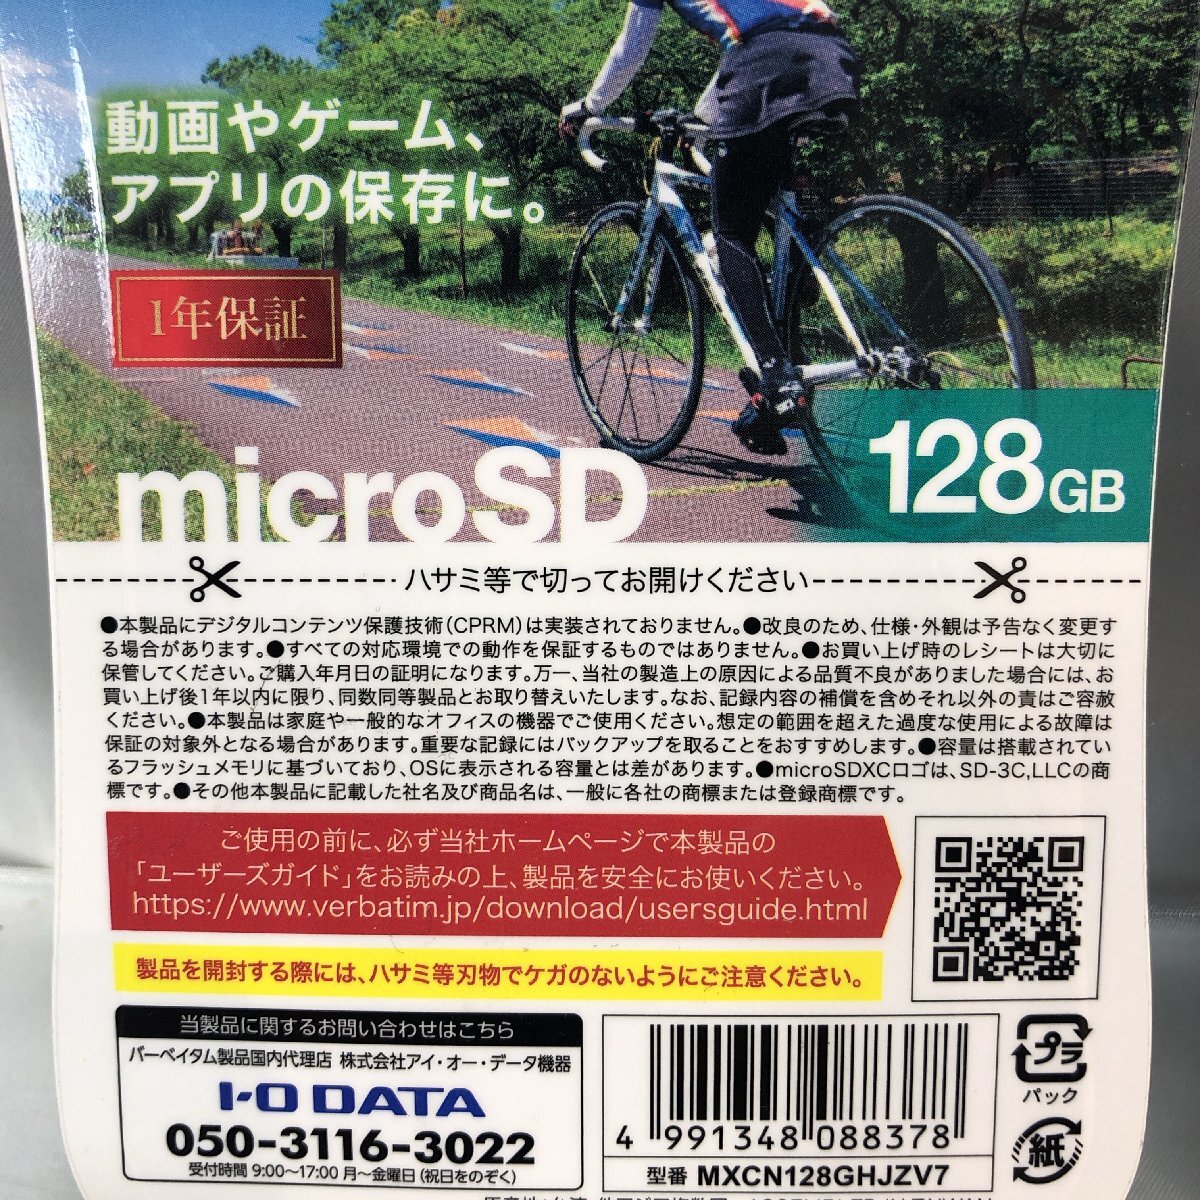 動画やゲーム、
アプリの保存に。
1年保証
microSD
128GB
ハサミ等で切ってお開けください
●本製品にデジタルコンテンツ保護技術(CPRM)は実装されておりません。●改良のため、仕様・外観は予告なく変更す
る場合があります。●すべての対応環境での動作を保証するものではありません。●お買い上げ時のレシートは大切に
保管してください。ご購入年月日の証明になります。万一、当社の製造上の原因による品質不良がありました場合には、お
買い上げ後1年以内に限り、同数同等製品とお取り替えいたします。なお、記録内容の補償を含めそれ以外の責はご容赦
ください。●本製品は家庭や一般的なオフィスの機器でご使用ください。想定の範囲を超えた過度な使用による故障は
保証の対象外となる場合があります。重要な記録にはバックアップを取ることをおすすめします。●容量は搭載されてい
るフラッシュメモリに基づいており、OSに表示される容量とは差があります。●microSDXCロゴは、SD-3C,LLCの商
標です。●その他本製品に記載した社名及び商品名は、一般に各社の商標または登録商標です。
ご使用の前に、必ず当社ホームページで本製品の
「ユーザーズガイド」をお読みの上、製品を安全にお使いください。
https://www.verbatim.jp/download/usersguide.html
製品を開封する際には、ハサミ等刃物でケガのないようにご注意ください。
当製品に関するお問い合わせはこちら
バーベイタム製品国内代理店 株式会社アイ・オー・データ機器
I-O DATA
050-3116-3022
受付時間 9:00〜17:00 月〜金曜日(祝日をのぞく)
4 991348 088378
型番 MXCN128GHJZV7
プラ
パック
紙